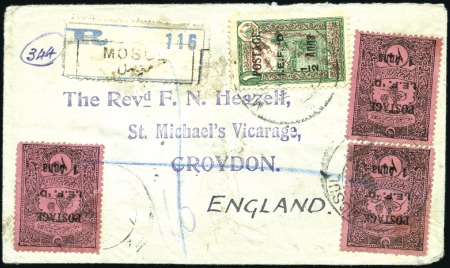 344
R 116
MOSUL
موصل
POSTAGE
I.E.F. 'D'
1 Anna
The Revd F. N. Heazell,
St. Michael's Vicarage,
CROYDON.
ENGLAND.
POSTAGE
I.E.F. 'D'
1 Anna
POSTAGE
I.E.F. 'D'
1 Anna
POSTAGE
I.E.F. 'D'
1 Anna